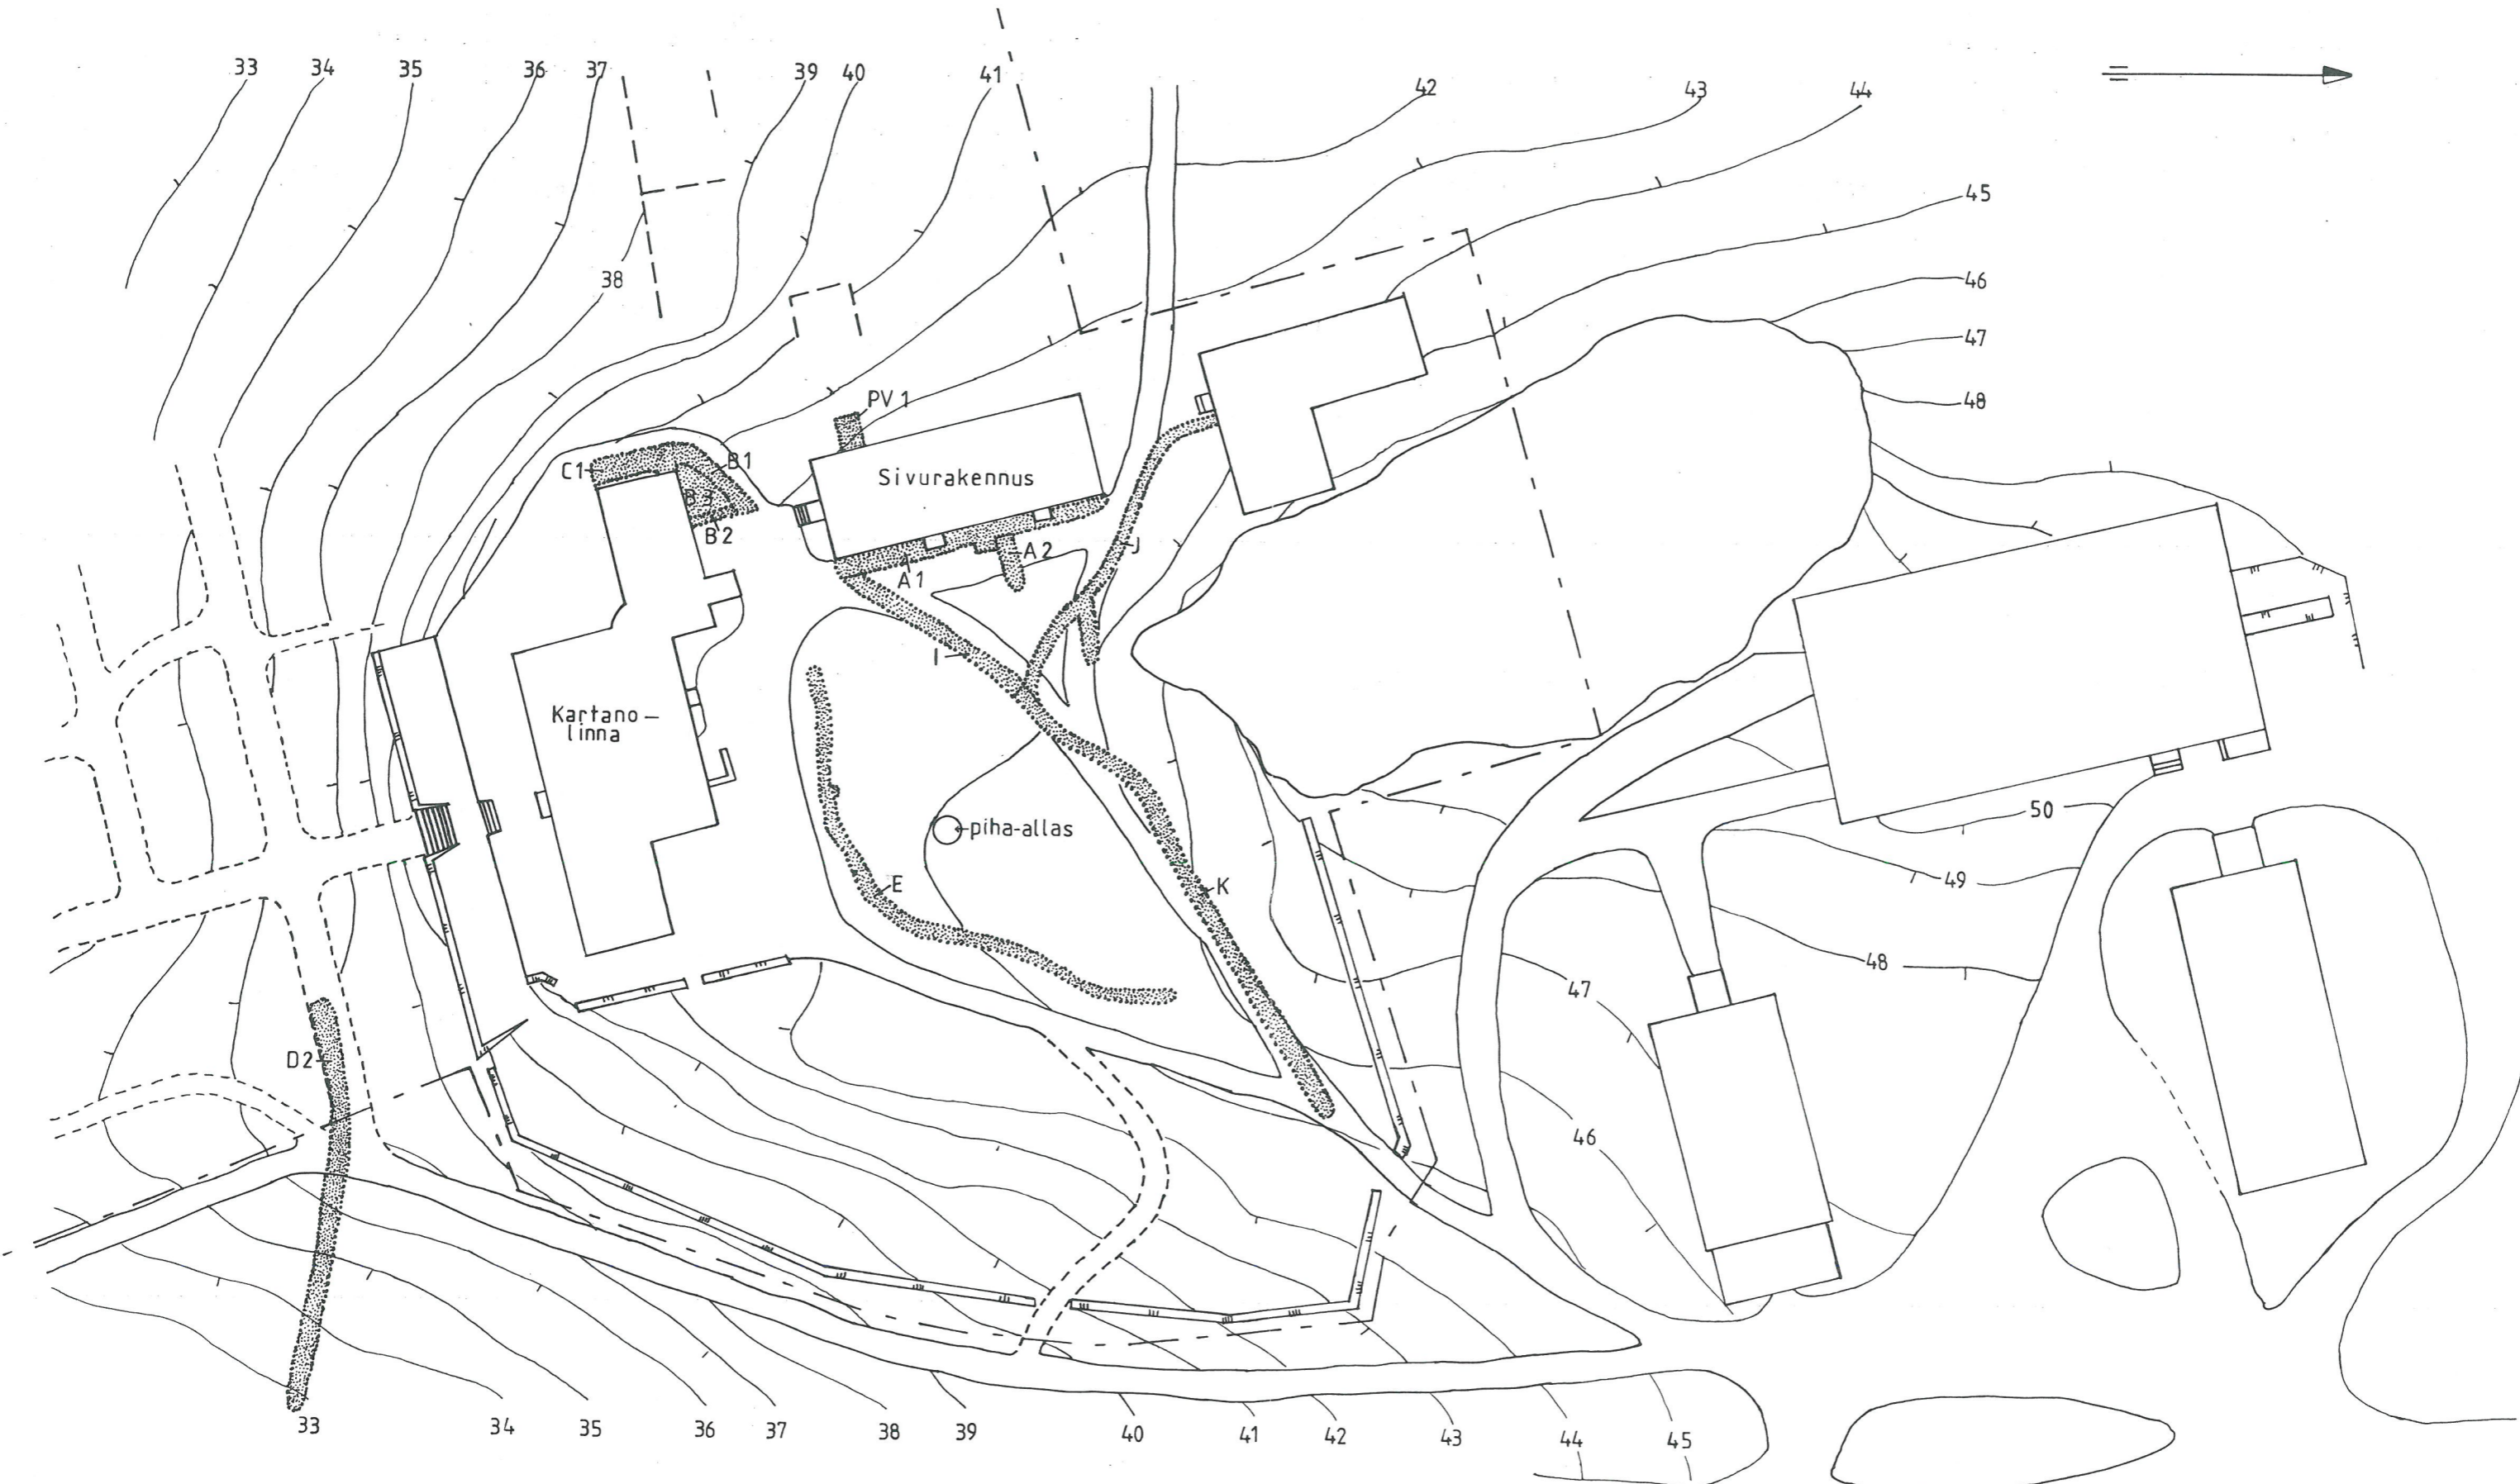 33 34 35 36 37 39 40 41 42 43 44
45
38
46
47
PV 1
48
C1
B1
Sivurakennus
B3
B2
A2
J
A1
I
Kartano–
linna
50
piha-allas
E
K
49
48
47
D2
46
33 34 35 36 37 38 39 40 41 42 43 44 45